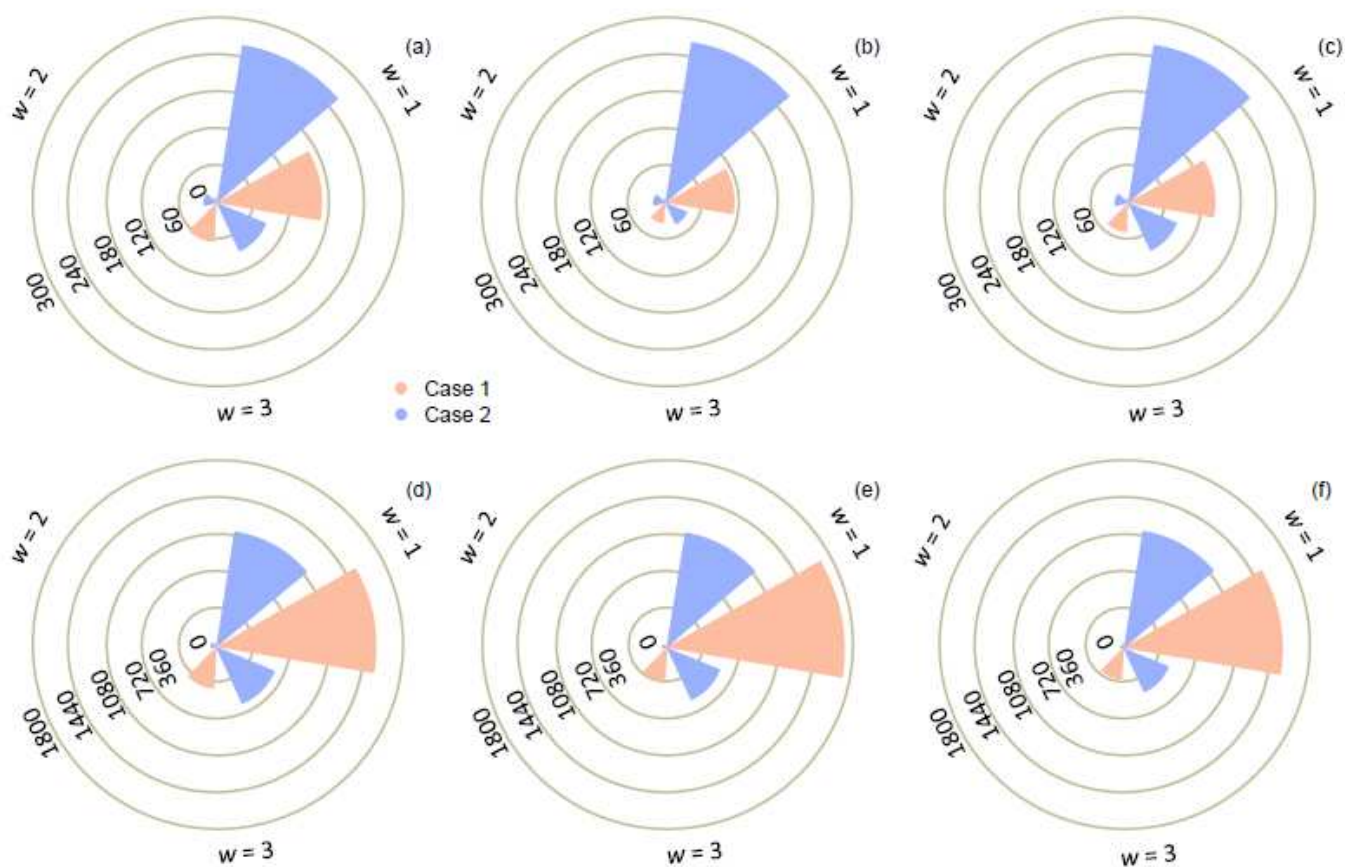 (a)
w = 2
w = 1
0
60
120
180
240
300
w = 3
(b)
w = 2
w = 1
60
120
180
240
300
w = 3
(c)
w = 2
w = 1
60
120
180
240
300
w = 3
Case 1
Case 2
(d)
w = 2
w = 1
0
360
720
1080
1440
1800
w = 3
(e)
w = 2
w = 1
0
360
720
1080
1440
1800
w = 3
(f)
w = 2
w = 1
0
360
720
1080
1440
1800
w = 3